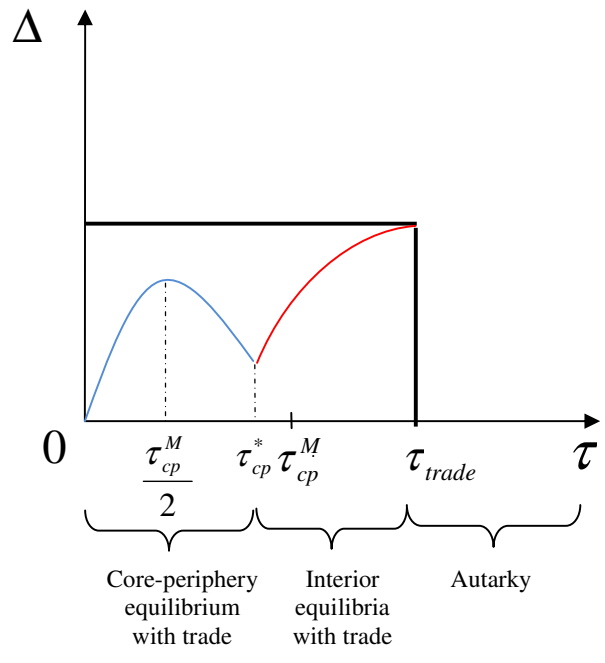 Δ
0
τ_cp^M / 2
τ_cp^*
τ_cp^M
τ_trade
τ
Core-periphery
equilibrium
with trade
Interior
equilibria
with trade
Autarky